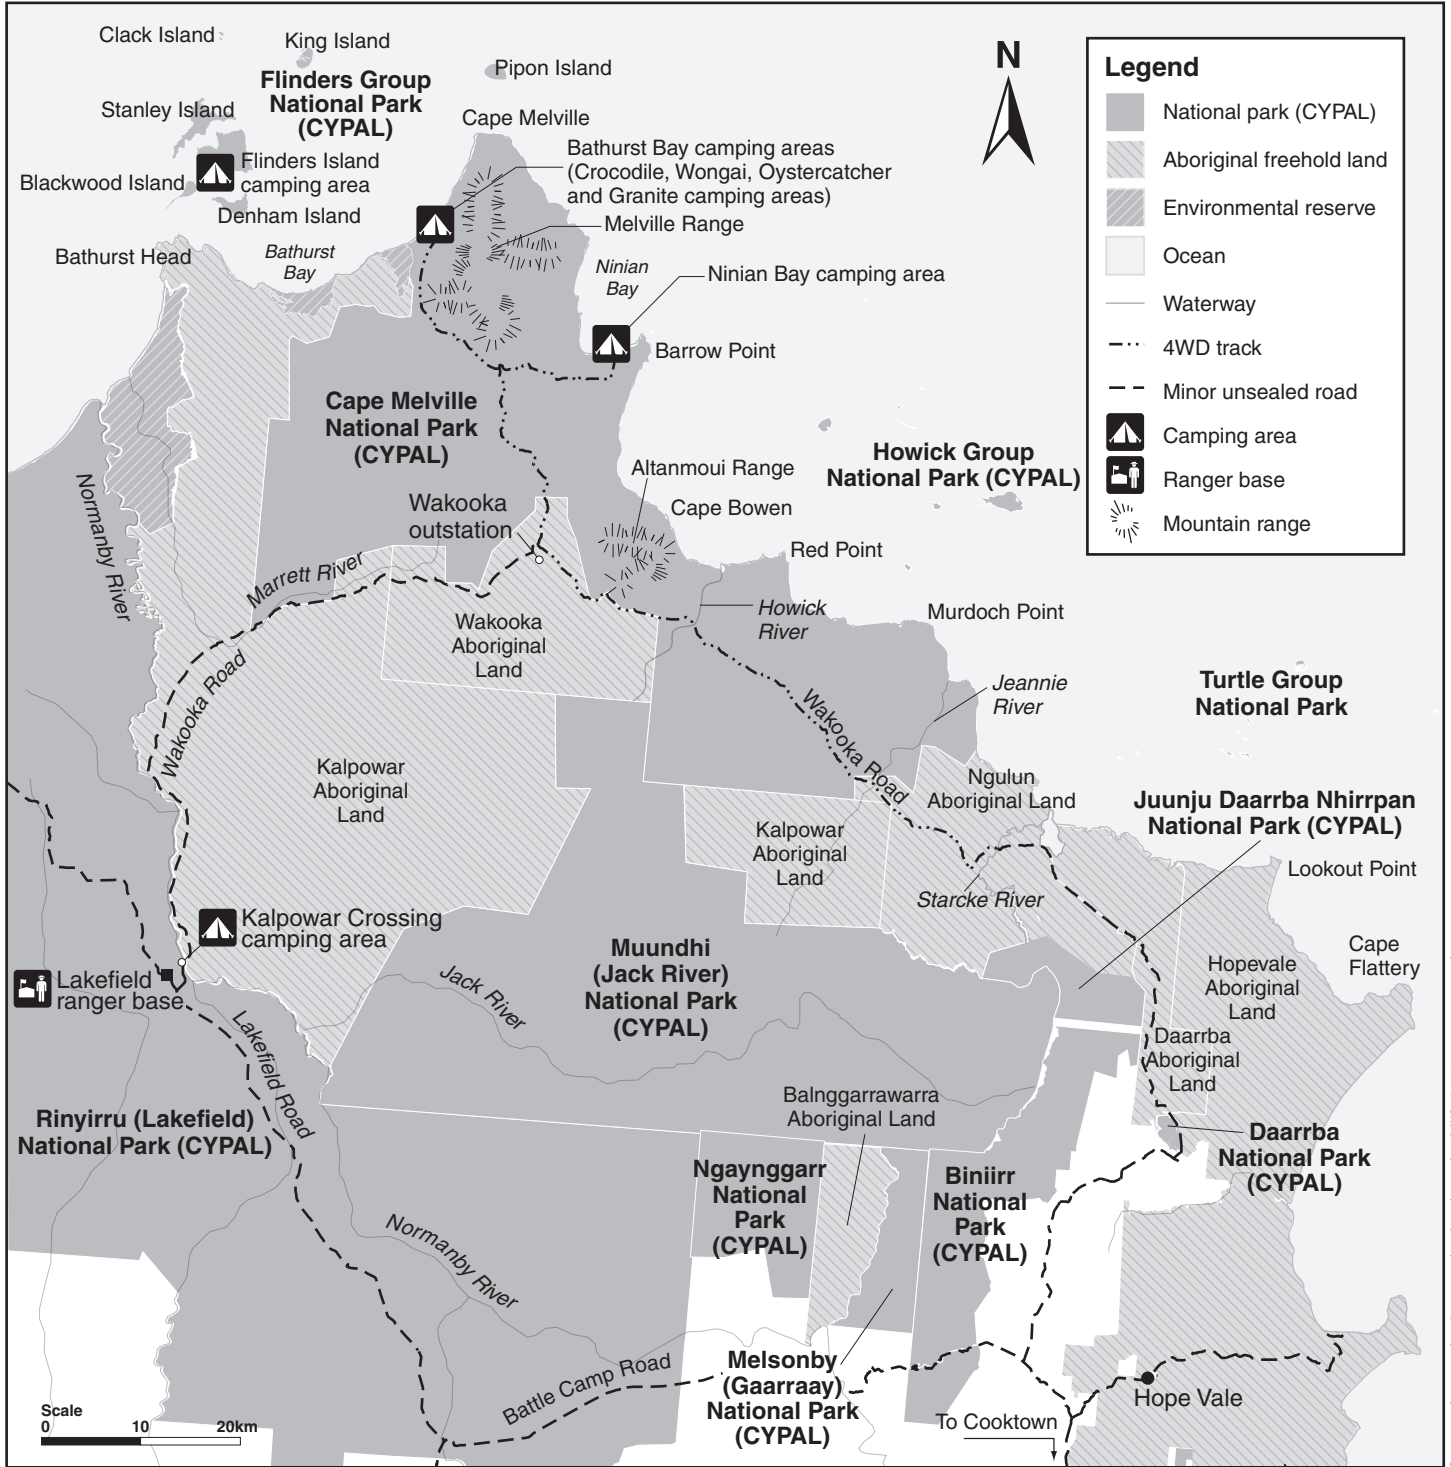 Clack Island
King Island
Pipon Island
Flinders Group
National Park
(CYPAL)
Stanley Island
Cape Melville
Flinders Island
camping area
Blackwood Island
Denham Island
Bathurst Bay camping areas
(Crocodile, Wongai, Oystercatcher
and Granite camping areas)
Melville Range
Bathurst Head
Bathurst
Bay
Ninian
Bay
Ninian Bay camping area
Barrow Point
N
Legend
National park (CYPAL)
Aboriginal freehold land
Environmental reserve
Ocean
Waterway
4WD track
Minor unsealed road
Camping area
Ranger base
Mountain range
Cape Melville
National Park
(CYPAL)
Howick Group
National Park (CYPAL)
Altanmoui Range
Cape Bowen
Wakooka
outstation
Red Point
Normanby River
Marrett River
Howick
River
Murdoch Point
Wakooka
Aboriginal
Land
Wakooka Road
Jeannie
River
Turtle Group
National Park
Wakooka Road
Kalpowar
Aboriginal
Land
Ngulun
Aboriginal Land
Juunju Daarrba Nhirrpan
National Park (CYPAL)
Kalpowar
Aboriginal
Land
Lookout Point
Starcke River
Kalpowar Crossing
camping area
Muundhi
(Jack River)
National Park
(CYPAL)
Jack River
Cape
Flattery
Hopevale
Aboriginal
Land
Lakefield
ranger base
Lakefield Road
Daarrba
Aboriginal
Land
Balnggarrawarra
Aboriginal Land
Rinyirru (Lakefield)
National Park (CYPAL)
Daarrba
National Park
(CYPAL)
Ngaynggarr
National
Park
(CYPAL)
Biniirr
National
Park
(CYPAL)
Normanby River
Melsonby
(Gaarraay)
National Park
(CYPAL)
Battle Camp Road
Hope Vale
To Cooktown
Scale
0 10 20km